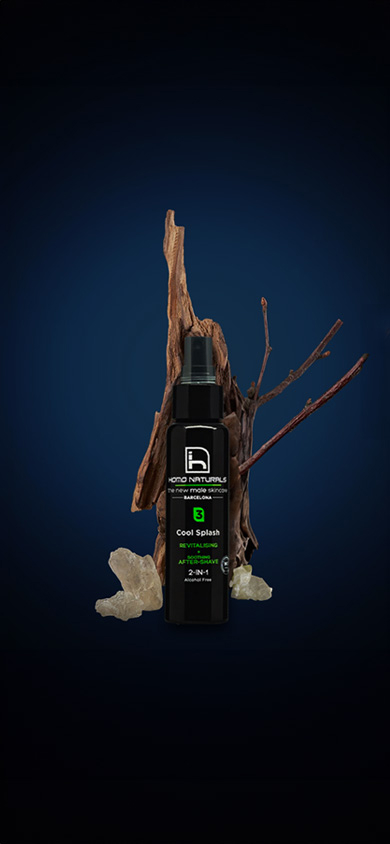 HOMO NATURALS
the new male skincare
BARCELONA
3
Cool Splash
REVITALISING
+
SOOTHING
AFTER-SHAVE
2-IN-1
Alcohol Free